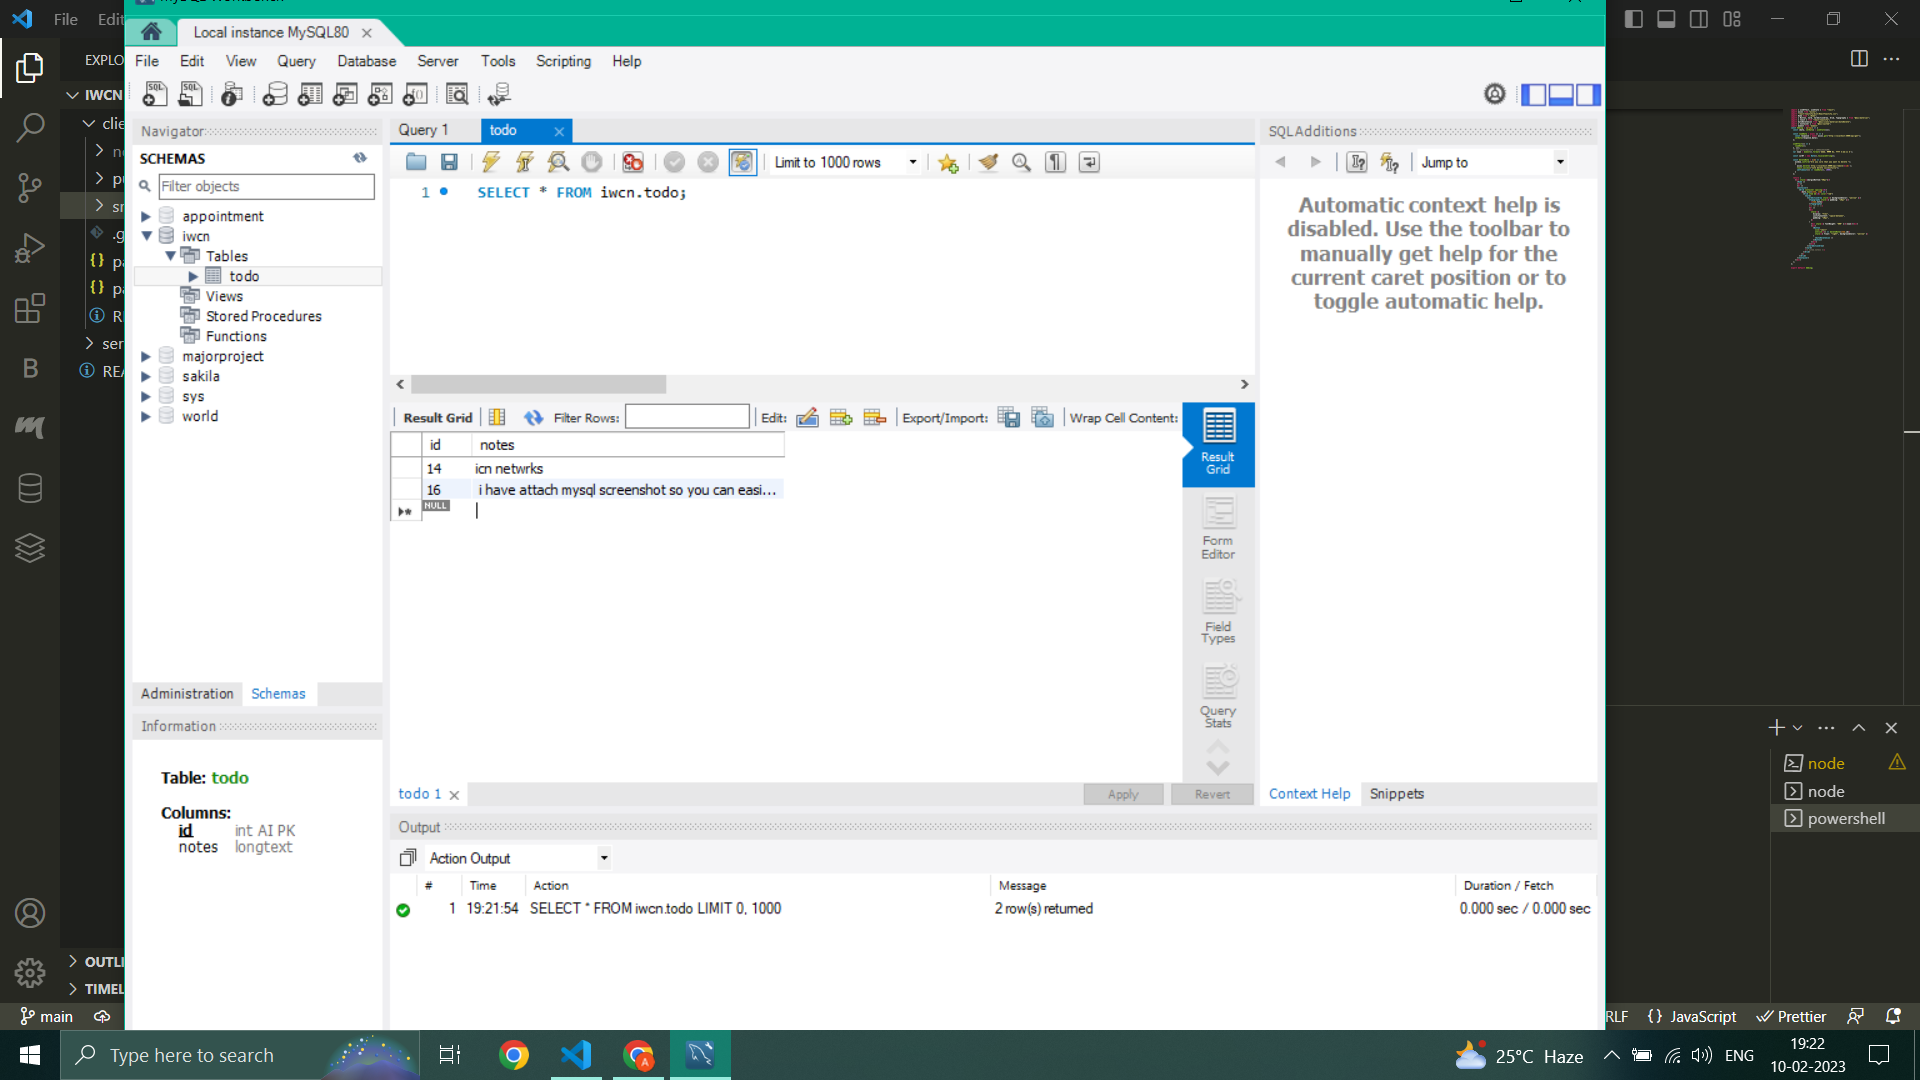 File Edit
Local instance MySQL80
File Edit View Query Database Server Tools Scripting Help
EXPLO
IWCN
clie
.g
ser
REA
OUTLI
TIMEL
Navigator
SCHEMAS
Filter objects
appointment
iwcn
Tables
todo
Views
Stored Procedures
Functions
majorproject
sakila
sys
world
Administration Schemas
Information
Table: todo
Columns:
id int AI PK
notes longtext
Query 1 todo
Limit to 1000 rows
1 SELECT * FROM iwcn.todo;
Result Grid Filter Rows: Edit: Export/Import: Wrap Cell Content:
id notes
14 icn netwrks
16 i have attach mysql screenshot so you can easi...
NULL
Result
Grid
Form
Editor
Field
Types
Query
Stats
todo 1 Apply Revert
SQLAdditions
Jump to
Automatic context help is
disabled. Use the toolbar to
manually get help for the
current caret position or to
toggle automatic help.
Context Help Snippets
Output
Action Output
# Time Action Message Duration / Fetch
1 19:21:54 SELECT * FROM iwcn.todo LIMIT 0, 1000 2 row(s) returned 0.000 sec / 0.000 sec
node
node
powershell
main RLF {} JavaScript Prettier
Type here to search
25°C Haze ENG 19:22
10-02-2023